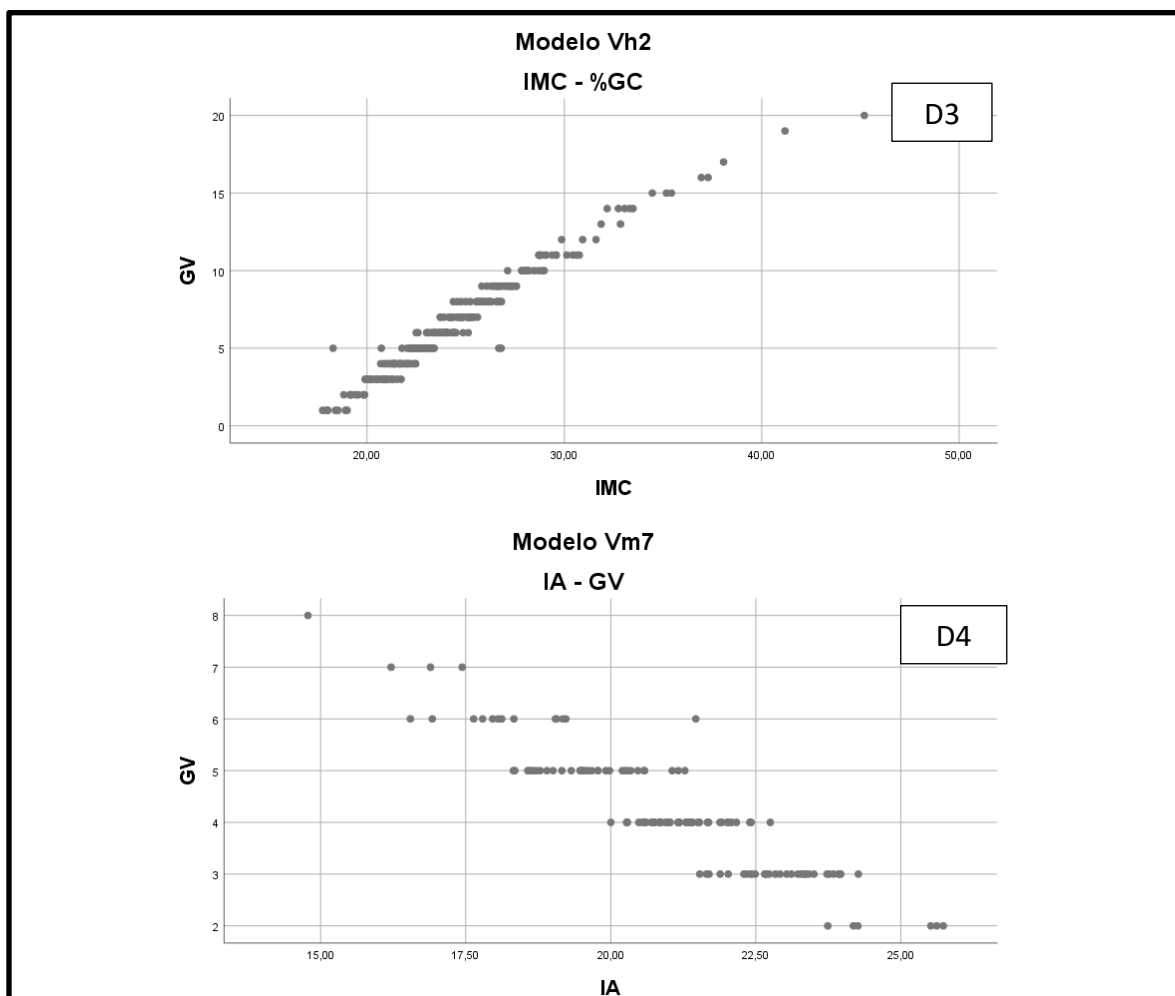 Modelo Vh2
IMC - %GC
D3
20
15
10
5
0
GV
20,00 30,00 40,00 50,00
IMC
Modelo Vm7
IA - GV
D4
8
7
6
5
4
3
2
GV
15,00 17,50 20,00 22,50 25,00
IA